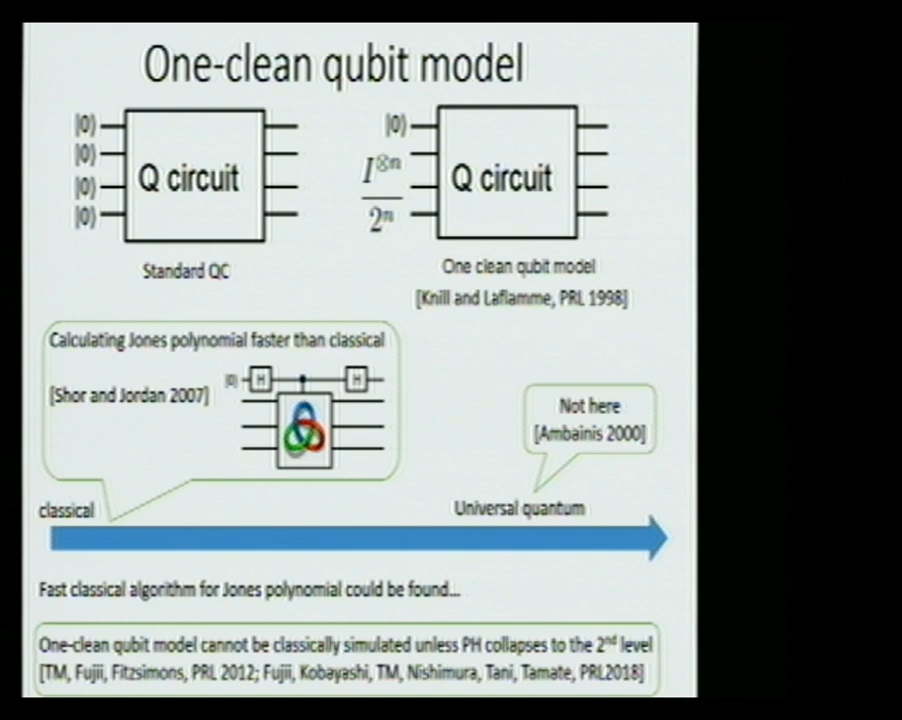 One-clean qubit model
|0⟩
|0⟩
|0⟩
|0⟩
Q circuit
|0⟩
I⊗n
2n
Q circuit
Standard QC
One clean qubit model
[Knill and Laflamme, PRL 1998]
Calculating Jones polynomial faster than classical
|0⟩ H H
[Shor and Jordan 2007]
Not here
[Ambainis 2000]
classical
Universal quantum
Fast classical algorithm for Jones polynomial could be found...
One-clean qubit model cannot be classically simulated unless PH collapses to the 2nd level
[TM, Fujii, Fitzsimons, PRL 2012; Fujii, Kobayashi, TM, Nishimura, Tani, Tamate, PRL2018]